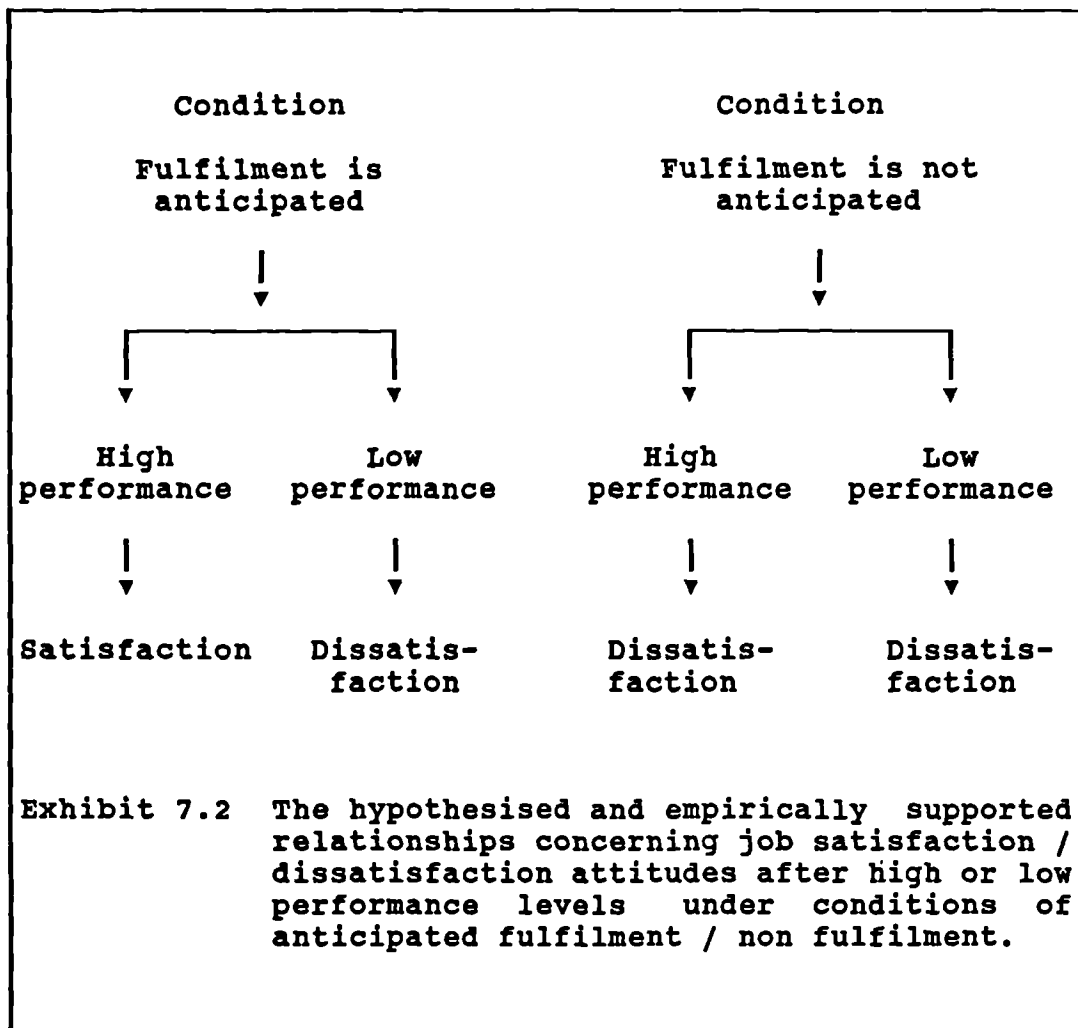 Condition
Condition
Fulfilment is
anticipated
Fulfilment is not
anticipated
High
performance
Low
performance
High
performance
Low
performance
Satisfaction
Dissatis-
faction
Dissatis-
faction
Dissatis-
faction
Exhibit 7.2 The hypothesised and empirically supported
relationships concerning job satisfaction /
dissatisfaction attitudes after high or low
performance levels under conditions of
anticipated fulfilment / non fulfilment.